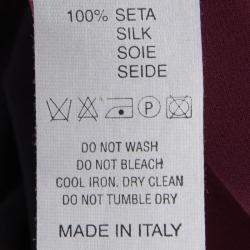 100% SETA
SILK
SOIE
SEIDE
P
DO NOT WASH
DO NOT BLEACH
COOL IRON. DRY CLEAN
DO NOT TUMBLE DRY
MADE IN ITALY